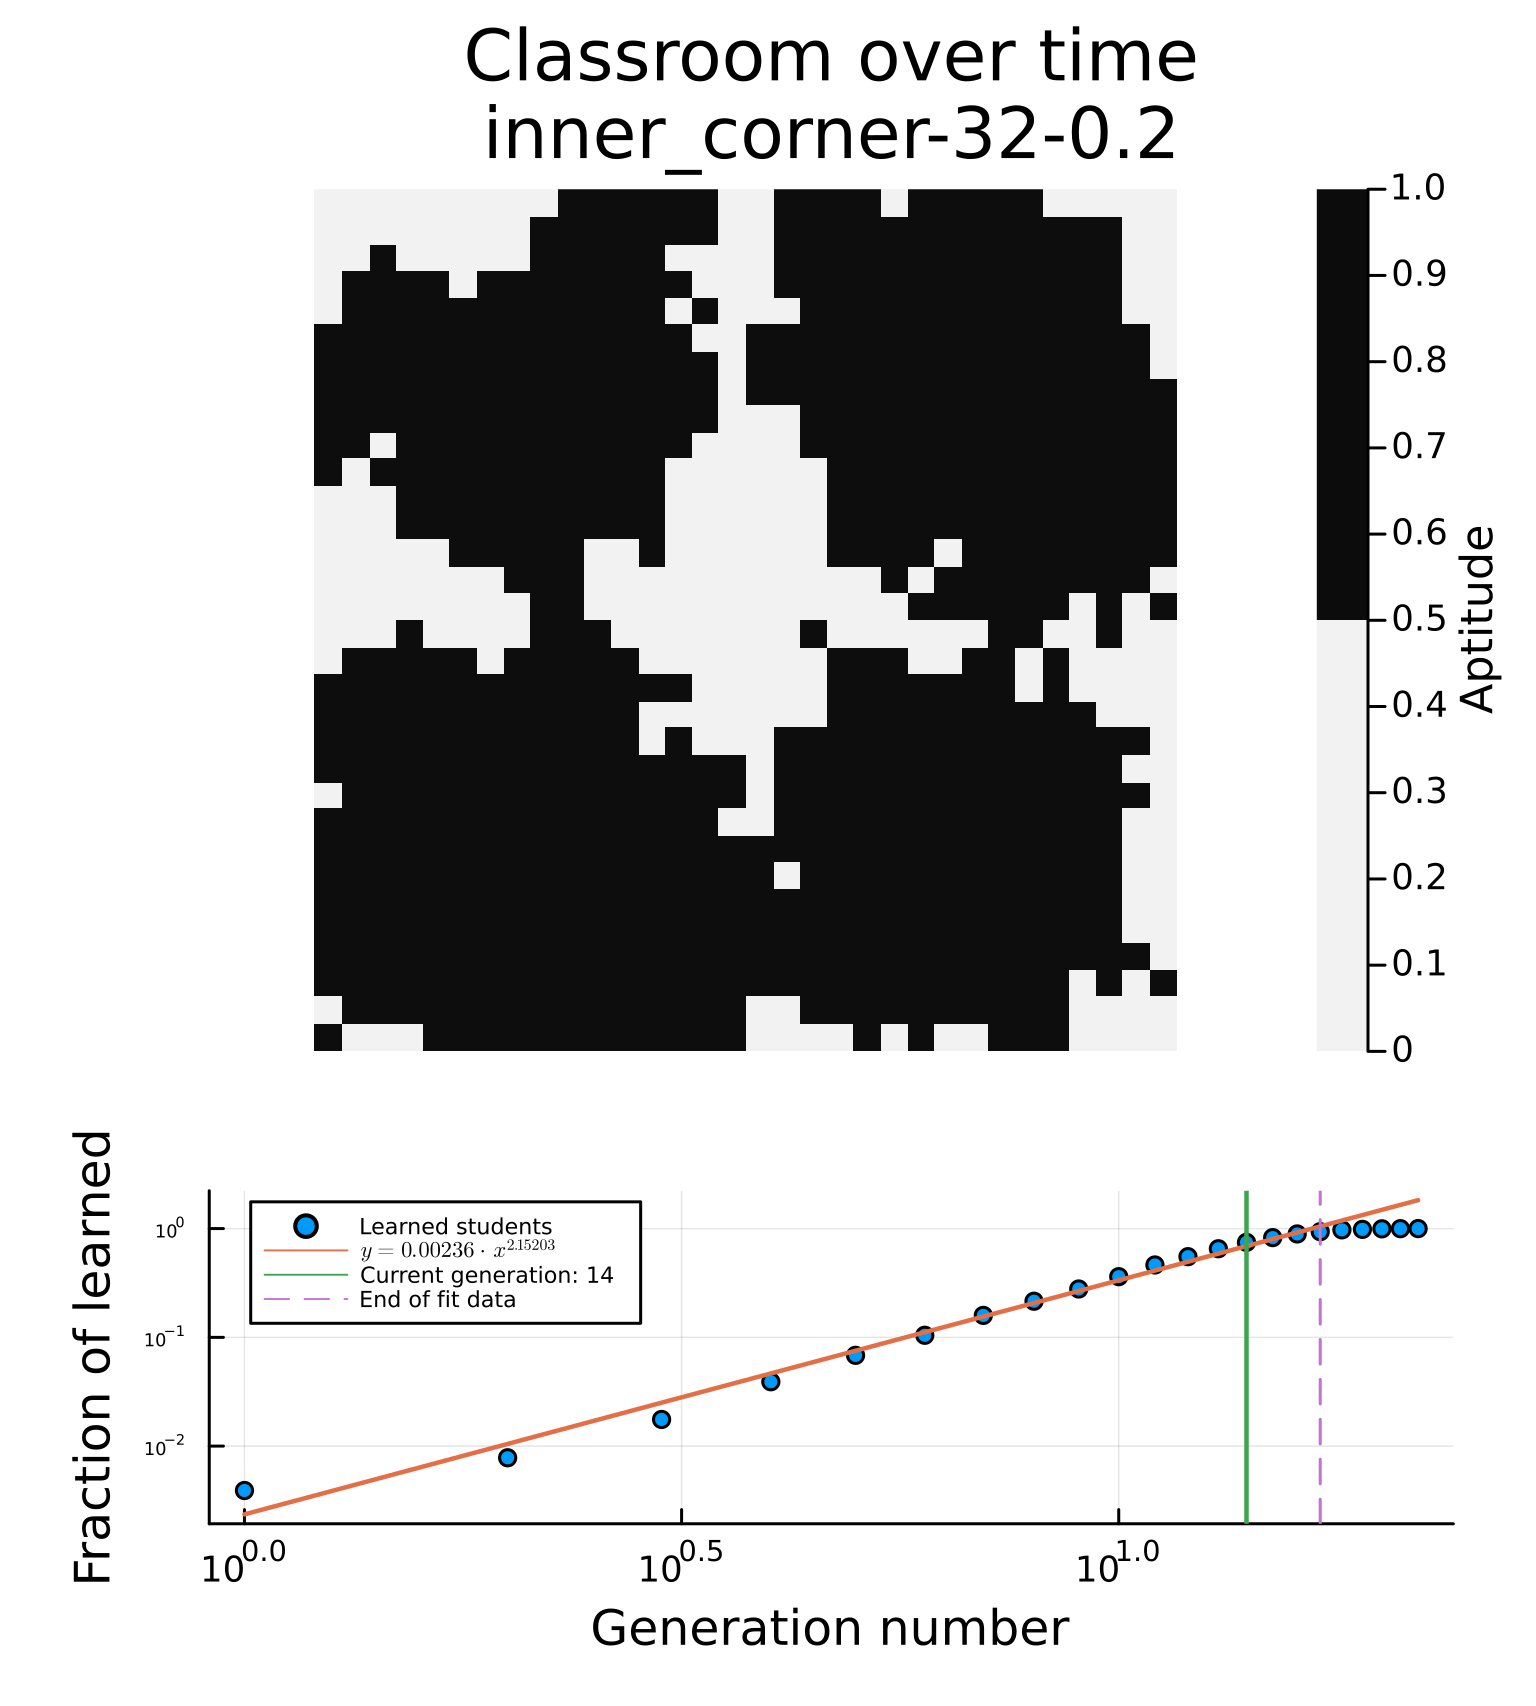 Classroom over time
inner_corner-32-0.2
1.0
0.9
0.8
0.7
0.6
0.5
0.4
0.3
0.2
0.1
0
Aptitude
Fraction of learned
10⁰
10⁻¹
10⁻²
Learned students
y = 0.00236 · x^2.15203
Current generation: 14
End of fit data
10^0.0
10^0.5
10^1.0
Generation number